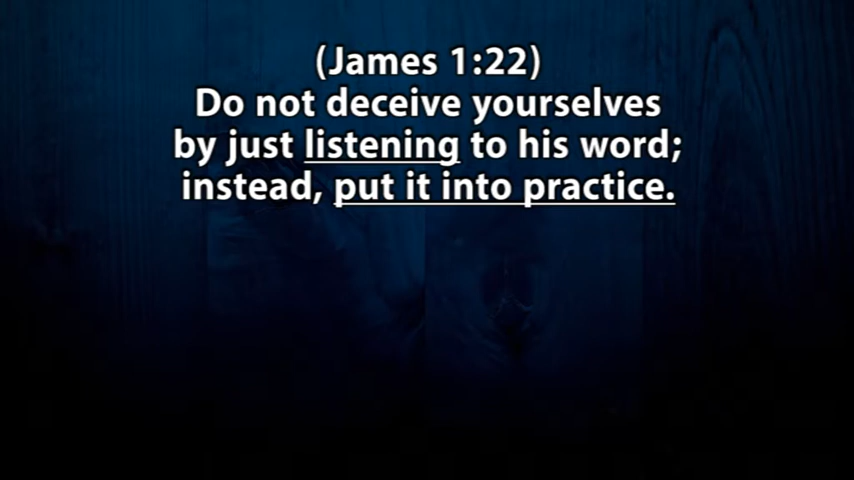 (James 1:22)
Do not deceive yourselves
by just listening to his word;
instead, put it into practice.